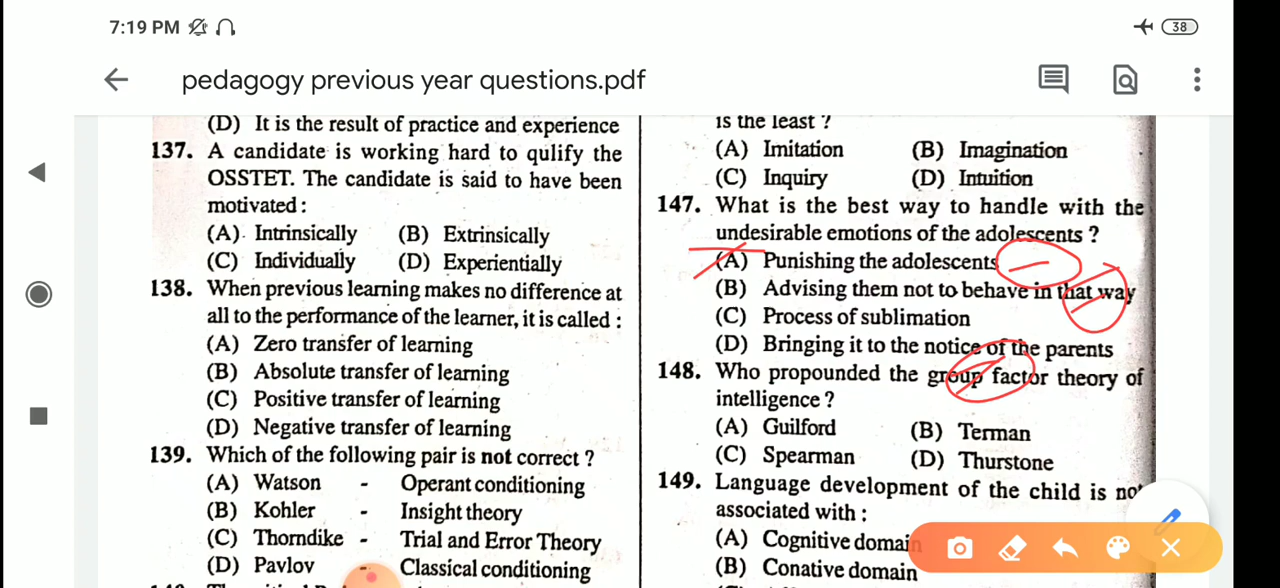 7:19 PM
38
pedagogy previous year questions.pdf
(D) It is the result of practice and experience
137. A candidate is working hard to qulify the
OSSTET. The candidate is said to have been
motivated :
(A) Intrinsically (B) Extrinsically
(C) Individually (D) Experientially
138. When previous learning makes no difference at
all to the performance of the learner, it is called :
(A) Zero transfer of learning
(B) Absolute transfer of learning
(C) Positive transfer of learning
(D) Negative transfer of learning
139. Which of the following pair is not correct ?
(A) Watson - Operant conditioning
(B) Kohler - Insight theory
(C) Thorndike - Trial and Error Theory
(D) Pavlov - Classical conditioning
is the least ?
(A) Imitation (B) Imagination
(C) Inquiry (D) Intuition
147. What is the best way to handle with the
undesirable emotions of the adolescents ?
(A) Punishing the adolescents
(B) Advising them not to behave in that way
(C) Process of sublimation
(D) Bringing it to the notice of the parents
148. Who propounded the group factor theory of
intelligence ?
(A) Guilford (B) Terman
(C) Spearman (D) Thurstone
149. Language development of the child is not
associated with :
(A) Cognitive domain
(B) Conative domain